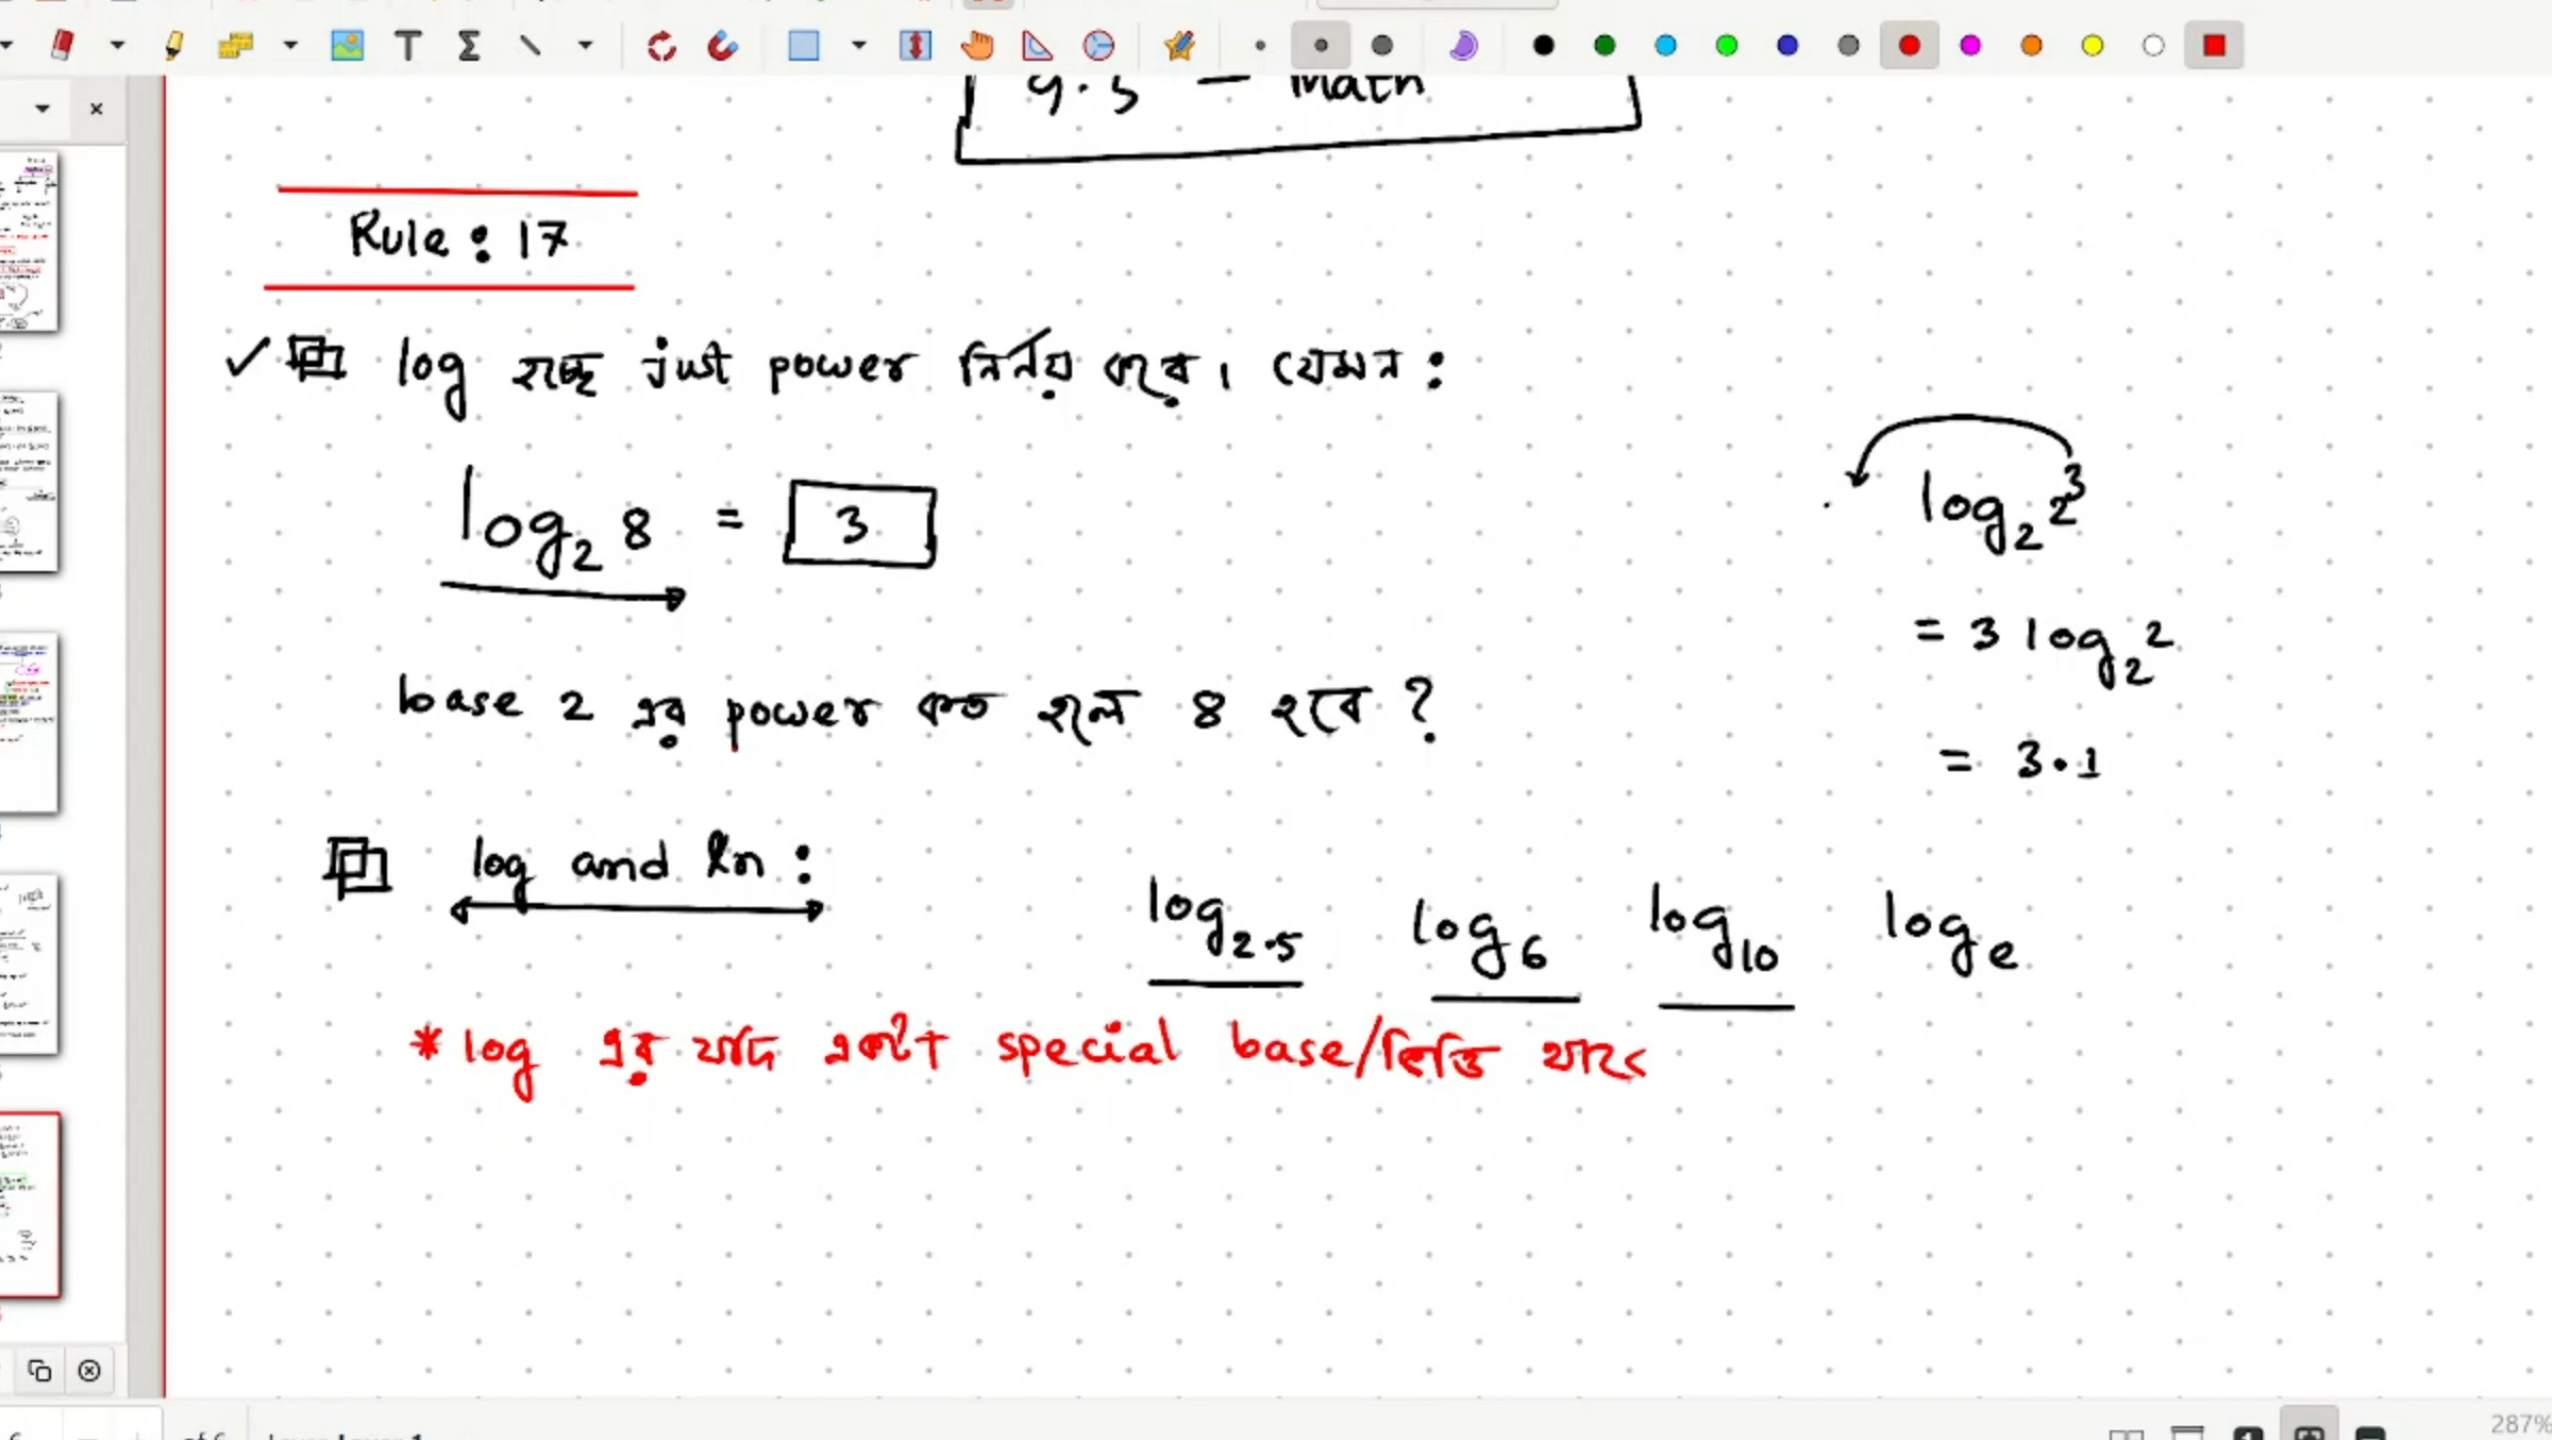 9.5 — Math
Rule : 17
✓ log হচ্ছে just power নির্ণয় করে। যেমন :
log₂ 8 = 3
log₂ 2³
= 3 log₂ 2
base 2 এর power কত হলে 8 হবে ?
= 3·1
log and ln :
log₂.₅ log₆ log₁₀ logₑ
* log এর যদি একটা special base/ভিত্তি থাকে
287%